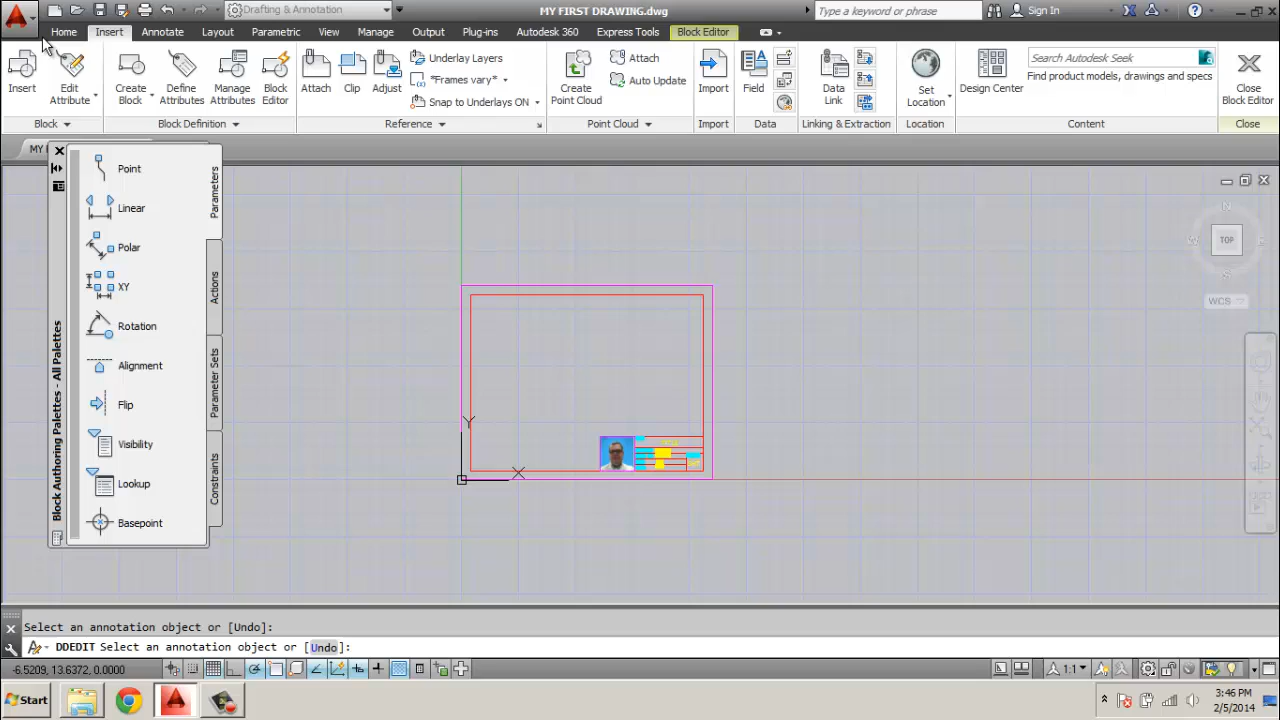 Drafting & Annotation
MY FIRST DRAWING.dwg
Type a keyword or phrase
Sign In
Home
Insert
Annotate
Layout
Parametric
View
Manage
Output
Plug-ins
Autodesk 360
Express Tools
Block Editor
Insert
Edit Attribute
Create Block
Define Attributes
Manage Attributes
Block Editor
Attach
Clip
Adjust
Underlay Layers
*Frames vary*
Snap to Underlays ON
Create Point Cloud
Attach
Auto Update
Import
Field
Data Link
Set Location
Design Center
Search Autodesk Seek
Find product models, drawings and specs
Close Block Editor
Block
Block Definition
Reference
Point Cloud
Import
Data
Linking & Extraction
Location
Content
Close
MY
Point
Linear
Polar
XY
Rotation
Alignment
Flip
Visibility
Lookup
Basepoint
Parameters
Actions
Parameter Sets
Constraints
Block Authoring Palettes - All Palettes
N
TOP
S
WCS
Y
X
Select an annotation object or [Undo]:
DDEDIT Select an annotation object or [Undo]:
-6.5209, 13.6372, 0.0000
1:1
Start
3:46 PM
2/5/2014